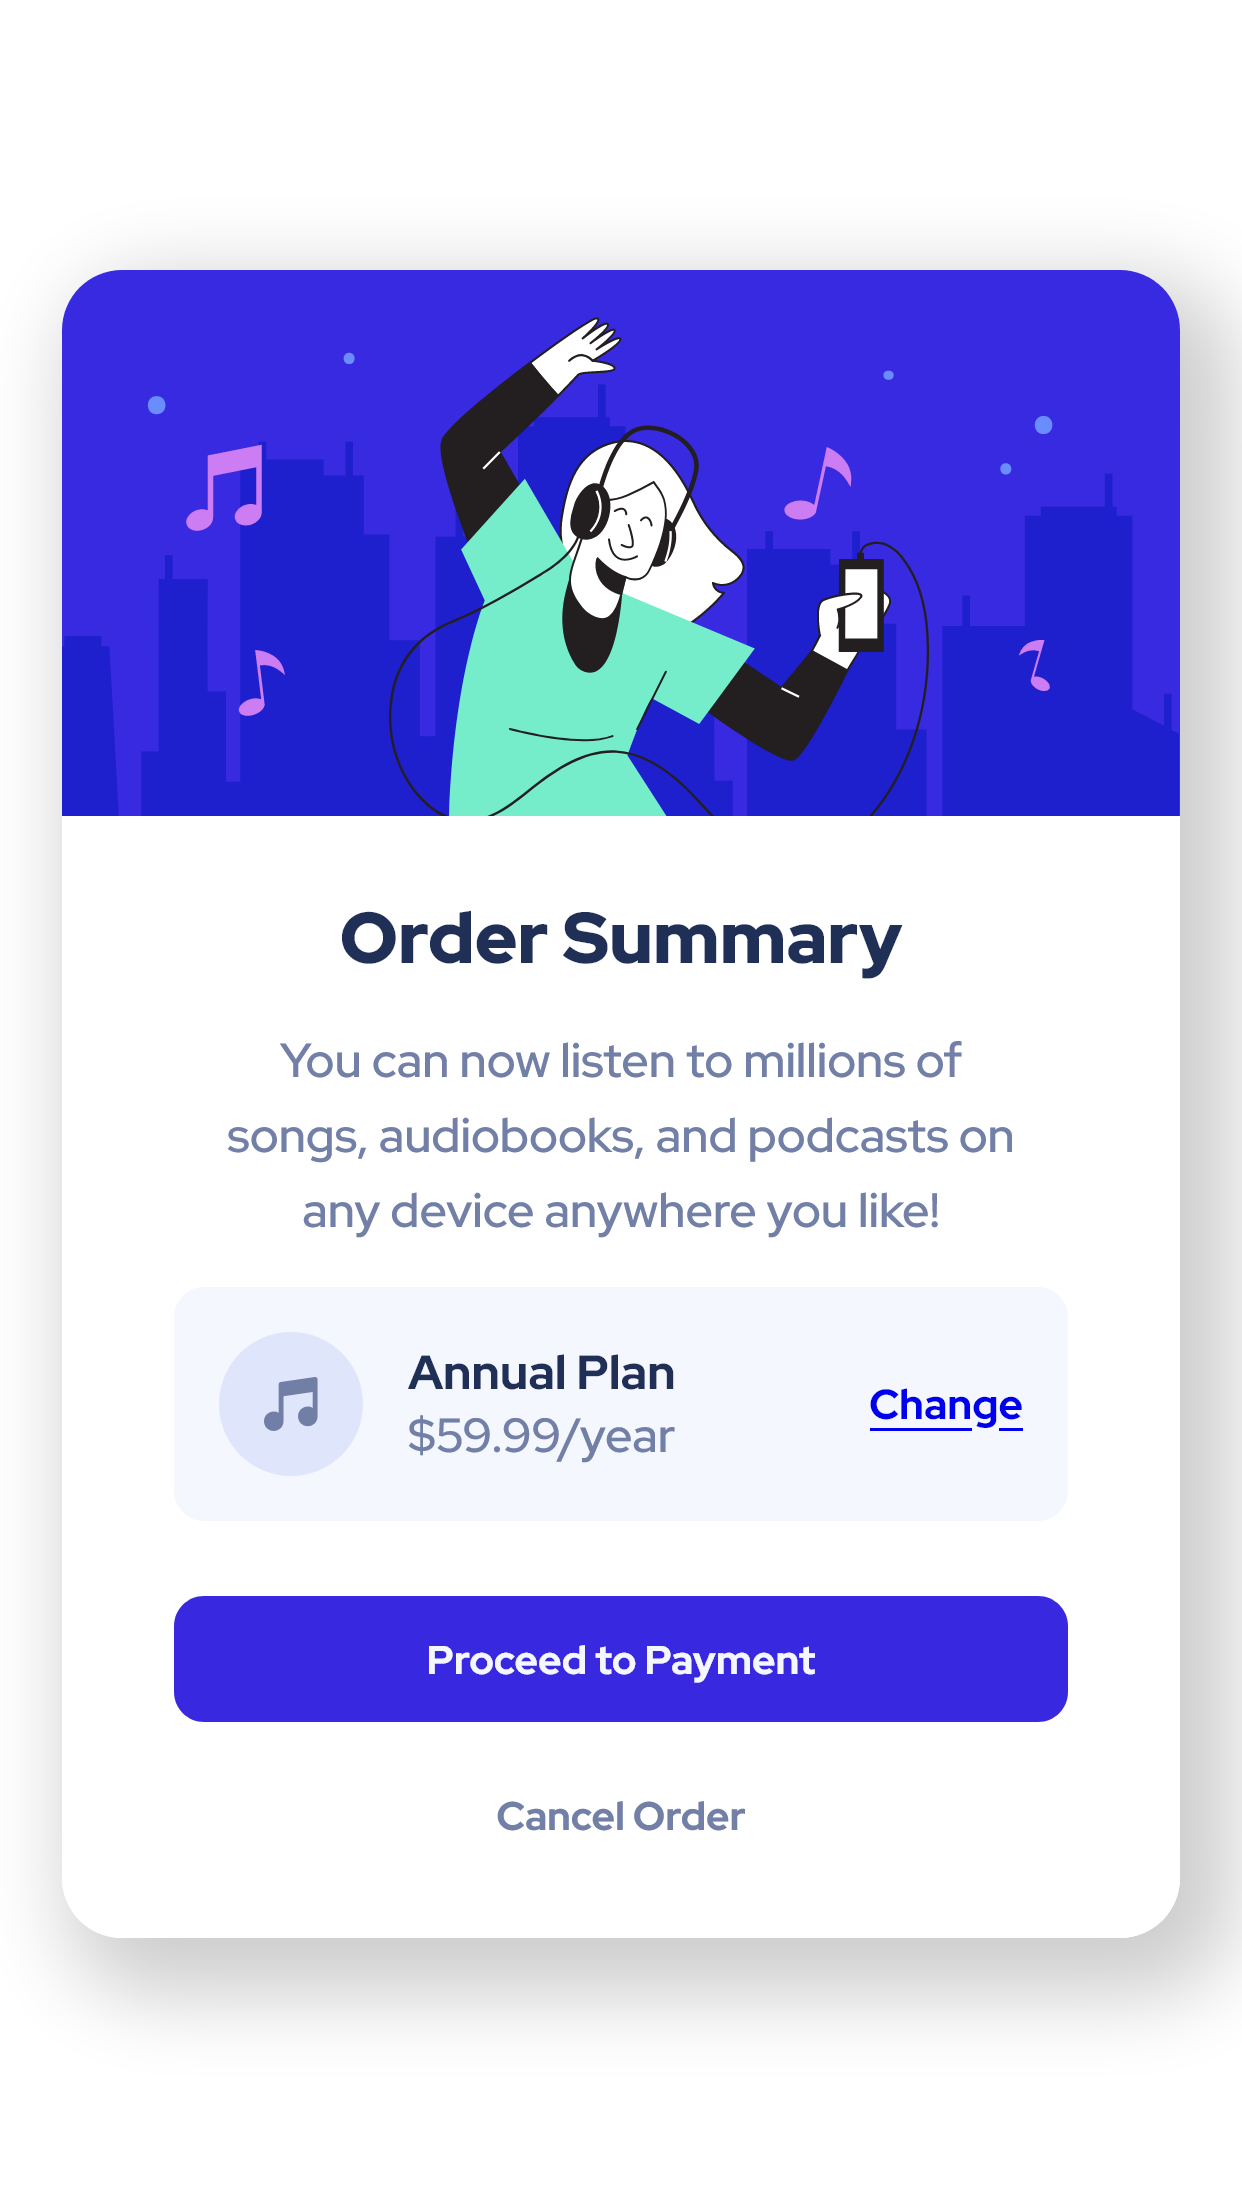 Order Summary
You can now listen to millions of
songs, audiobooks, and podcasts on
any device anywhere you like!
Annual Plan
$59.99/year
Change
Proceed to Payment
Cancel Order